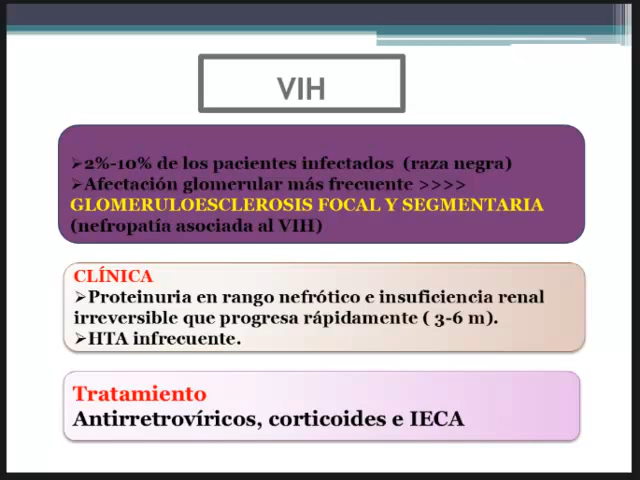 VIH
➢2%-10% de los pacientes infectados (raza negra)
➢Afectación glomerular más frecuente >>>>
GLOMERULOESCLEROSIS FOCAL Y SEGMENTARIA
(nefropatía asociada al VIH)
CLÍNICA
➢Proteinuria en rango nefrótico e insuficiencia renal
irreversible que progresa rápidamente ( 3-6 m).
➢HTA infrecuente.
Tratamiento
Antirretrovíricos, corticoides e IECA